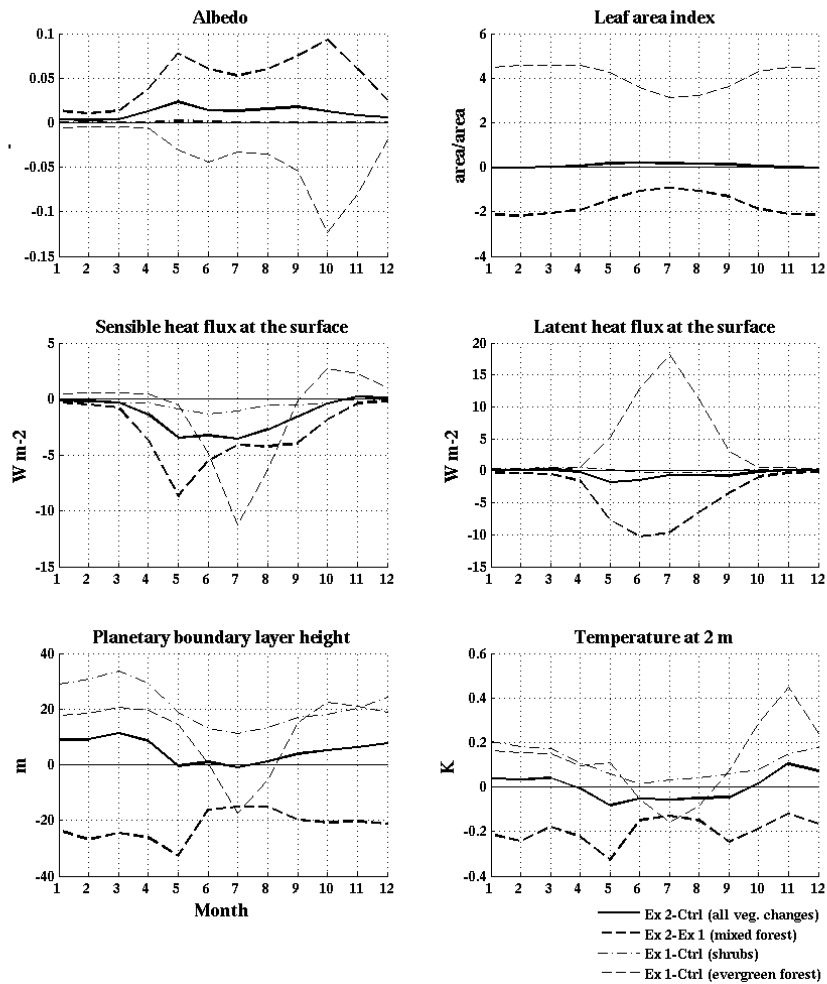 Albedo
0.1
0.05
0
-0.05
-0.1
-0.15
-
1 2 3 4 5 6 7 8 9 10 11 12
Leaf area index
area/area
6
4
2
0
-2
-4
1 2 3 4 5 6 7 8 9 10 11 12
Sensible heat flux at the surface
W m-2
5
0
-5
-10
-15
1 2 3 4 5 6 7 8 9 10 11 12
Latent heat flux at the surface
W m-2
20
15
10
5
0
-5
-10
-15
1 2 3 4 5 6 7 8 9 10 11 12
Planetary boundary layer height
m
40
20
0
-20
-40
1 2 3 4 5 6 7 8 9 10 11 12
Month
Temperature at 2 m
K
0.6
0.4
0.2
0
-0.2
-0.4
1 2 3 4 5 6 7 8 9 10 11 12
Ex 2-Ctrl (all veg. changes)
Ex 2-Ex 1 (mixed forest)
Ex 1-Ctrl (shrubs)
Ex 1-Ctrl (evergreen forest)